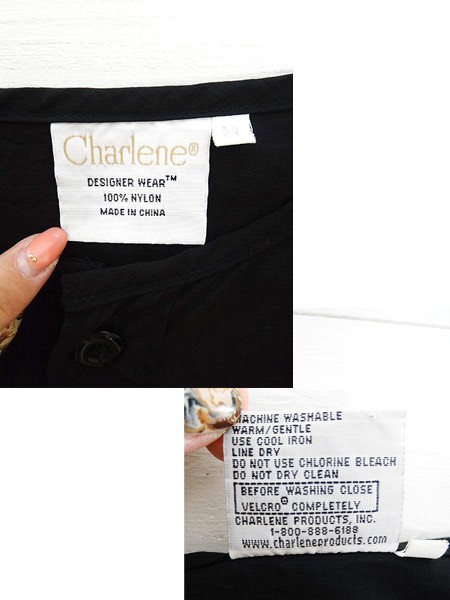 Charlene®
DESIGNER WEAR™
100% NYLON
MADE IN CHINA
MACHINE WASHABLE
WARM/GENTLE
USE COOL IRON
LINE DRY
DO NOT USE CHLORINE BLEACH
DO NOT DRY CLEAN
BEFORE WASHING CLOSE
VELCRO® COMPLETELY
CHARLENE PRODUCTS, INC.
1-800-888-6188
www.charleneproducts.com